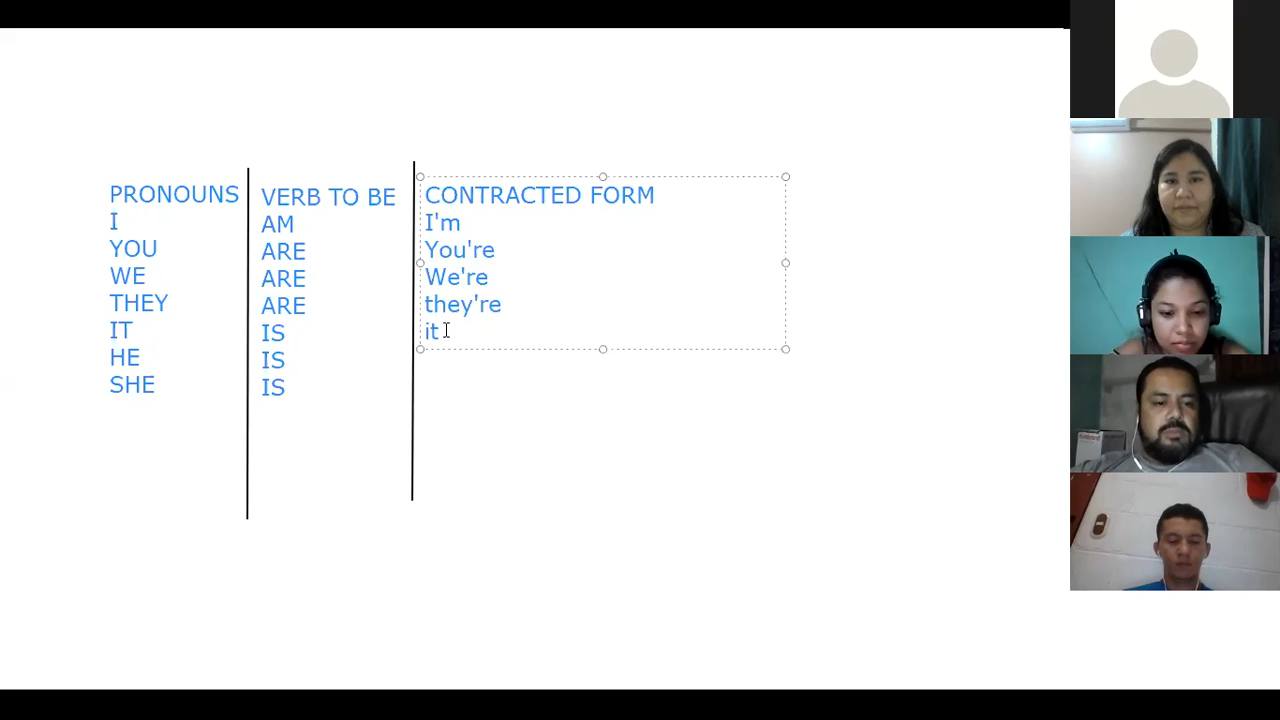 PRONOUNS
I
YOU
WE
THEY
IT
HE
SHE
VERB TO BE
AM
ARE
ARE
ARE
IS
IS
IS
CONTRACTED FORM
I'm
You're
We're
they're
it